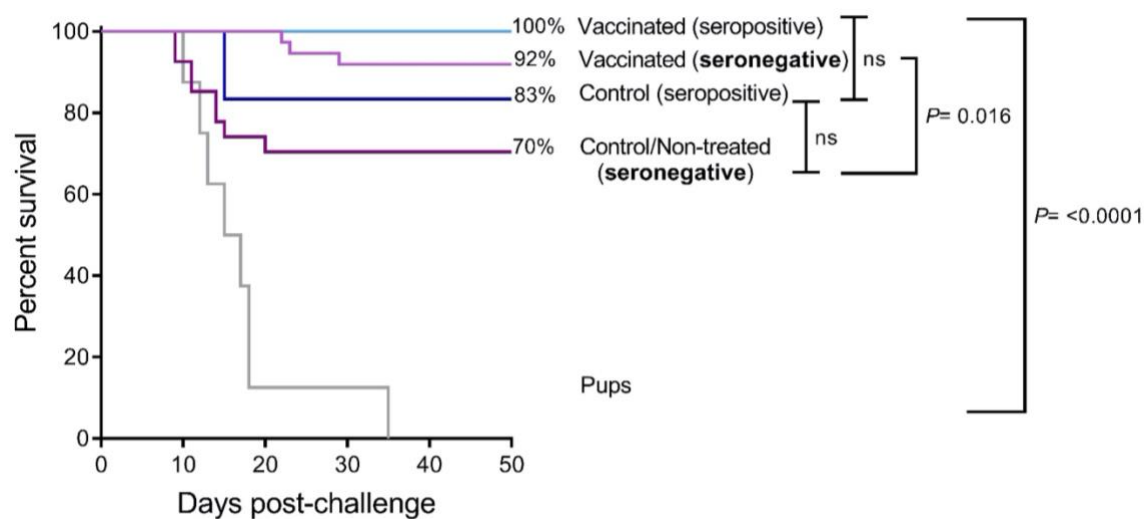 100% Vaccinated (seropositive)
92% Vaccinated (seronegative)
83% Control (seropositive)
70% Control/Non-treated
(seronegative)
Pups
ns
ns
P= 0.016
P= <0.0001
Percent survival
100
80
60
40
20
0
0 10 20 30 40 50
Days post-challenge